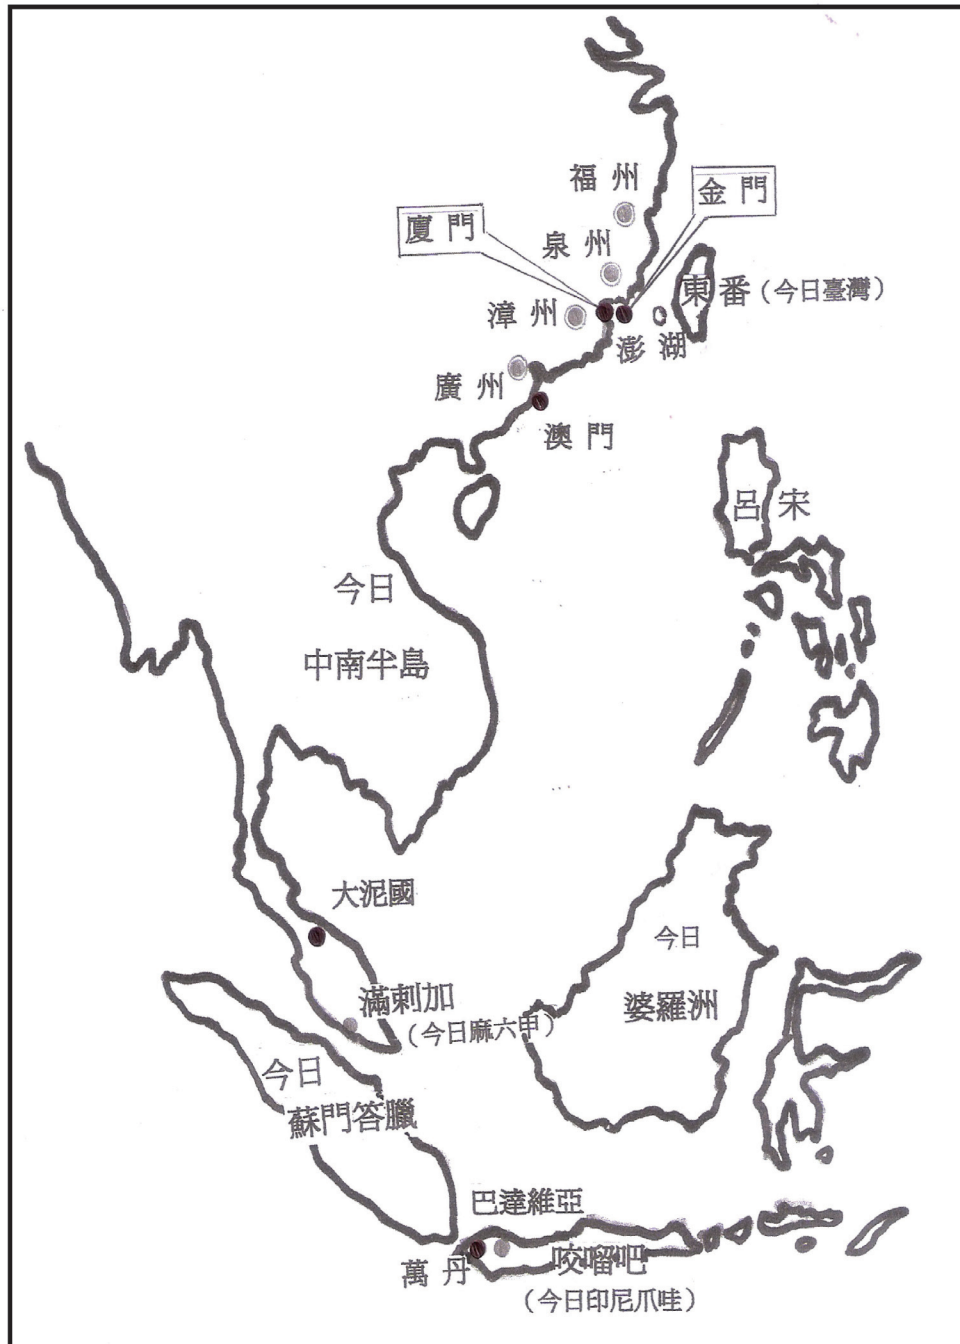 福州
金門
廈門
泉州
東番(今日臺灣)
漳州
澎湖
廣州
澳門
呂宋
今日
中南半島
大泥國
今日
婆羅洲
滿剌加
(今日麻六甲)
今日
蘇門答臘
巴達維亞
萬丹
咬𠺕吧
(今日印尼爪哇)